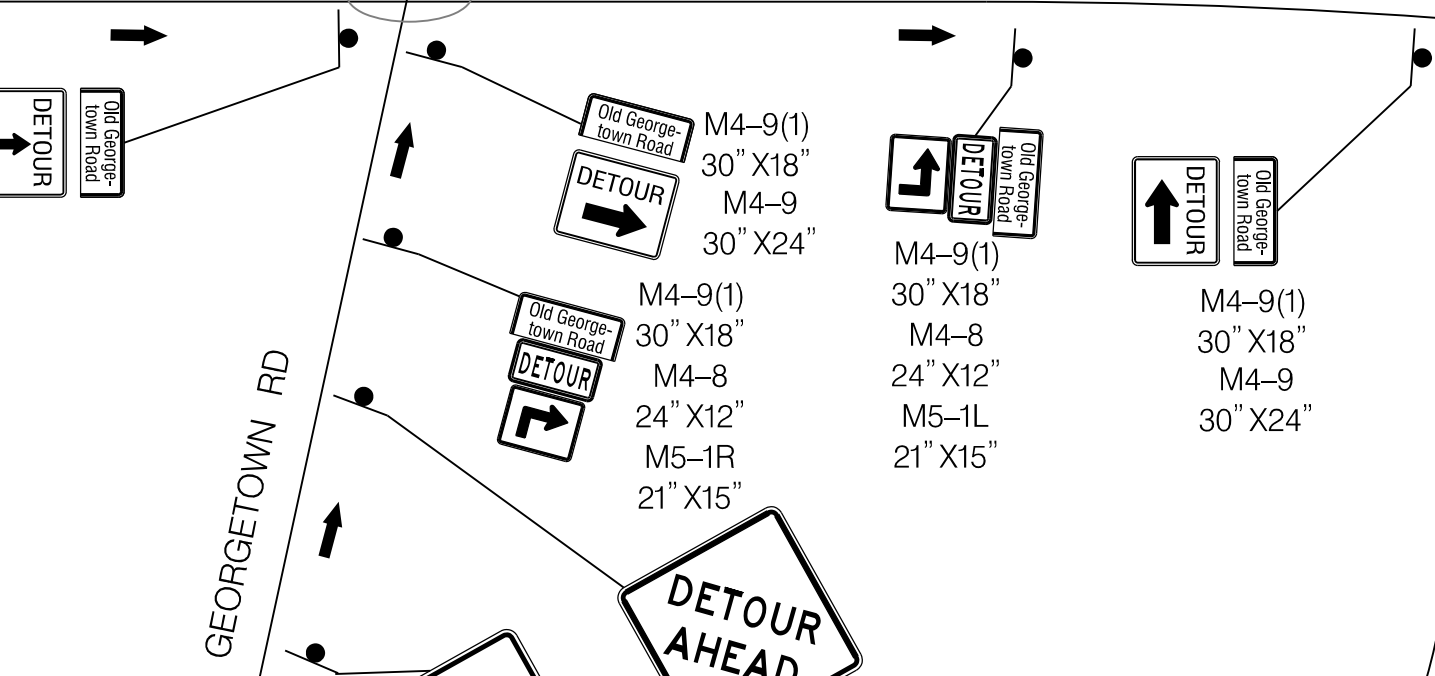 DETOUR
Old George-
town Road
Old George-
town Road
DETOUR
M4–9(1)
30” X18”
M4–9
30” X24”
Old George-
town Road
DETOUR
M4–9(1)
30” X18”
M4–8
24” X12”
M5–1R
21” X15”
DETOUR
Old George-
town Road
M4–9(1)
30” X18”
M4–8
24” X12”
M5–1L
21” X15”
DETOUR
Old George-
town Road
M4–9(1)
30” X18”
M4–9
30” X24”
GEORGETOWN RD
DETOUR
AHEAD